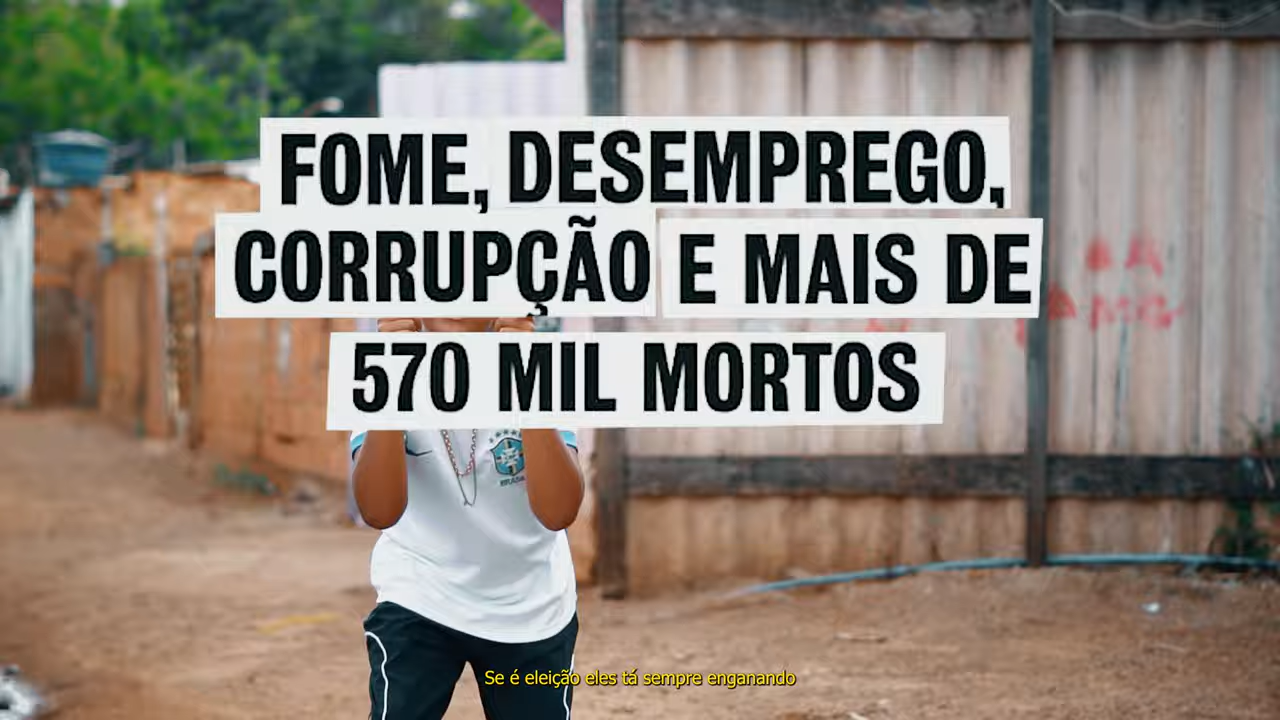 FOME, DESEMPREGO,
CORRUPÇÃO E MAIS DE
570 MIL MORTOS
Se é eleição eles tá sempre enganando